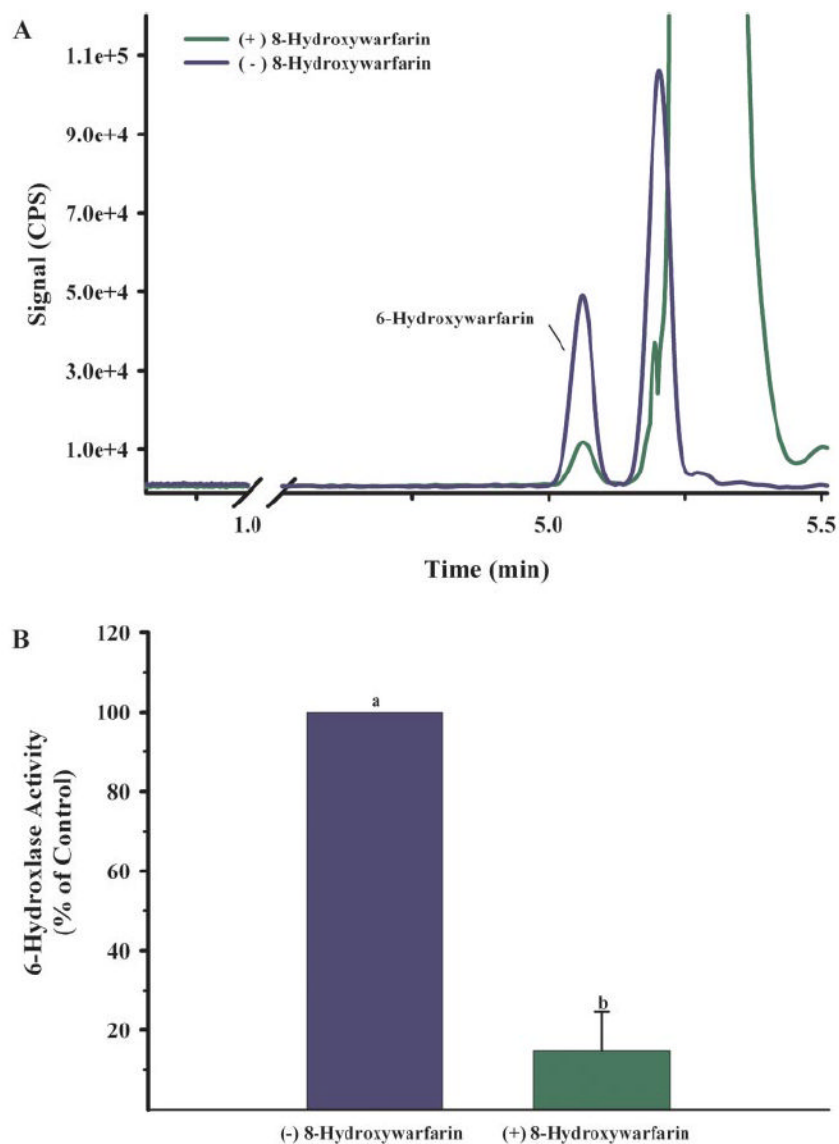 A
(+) 8-Hydroxywarfarin
(-) 8-Hydroxywarfarin
1.1e+5
9.0e+4
7.0e+4
5.0e+4
3.0e+4
1.0e+4
Signal (CPS)
6-Hydroxywarfarin
1.0
5.0
5.5
Time (min)
B
120
100
80
60
40
20
6-Hydroxlase Activity
(% of Control)
a
b
(-) 8-Hydroxywarfarin
(+) 8-Hydroxywarfarin